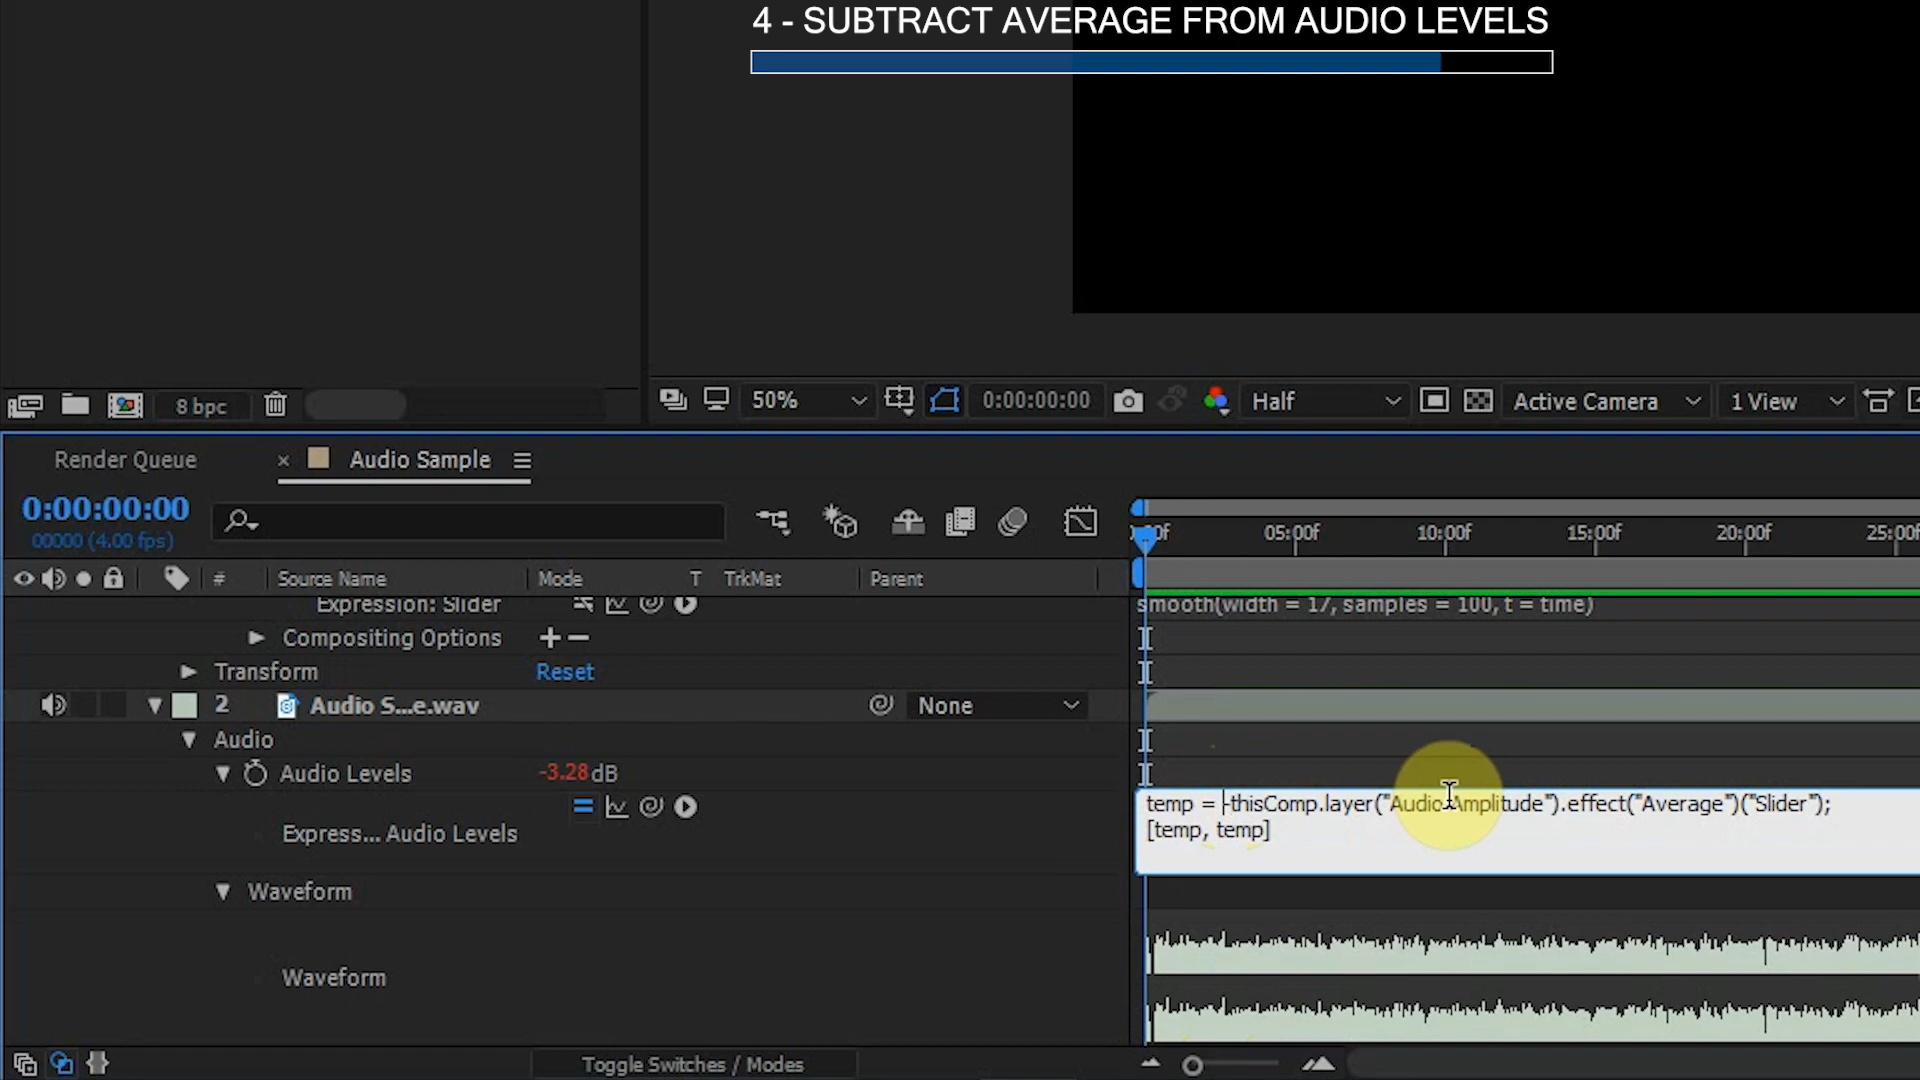 4 - SUBTRACT AVERAGE FROM AUDIO LEVELS
8 bpc
50%
0:00:00:00
Half
Active Camera
1 View
Render Queue
× Audio Sample
0:00:00:00
00000 (4.00 fps)
05:00f
10:00f
15:00f
20:00f
25:00f
# Source Name
Mode
T TrkMat
Parent
Expression: Slider
smooth(width = 17, samples = 100, t = time)
Compositing Options
Transform
Reset
2 Audio S...e.wav
None
Audio
Audio Levels
-3.28 dB
Express... Audio Levels
temp = -thisComp.layer("Audio Amplitude").effect("Average")("Slider");
[temp, temp]
Waveform
Waveform
Toggle Switches / Modes